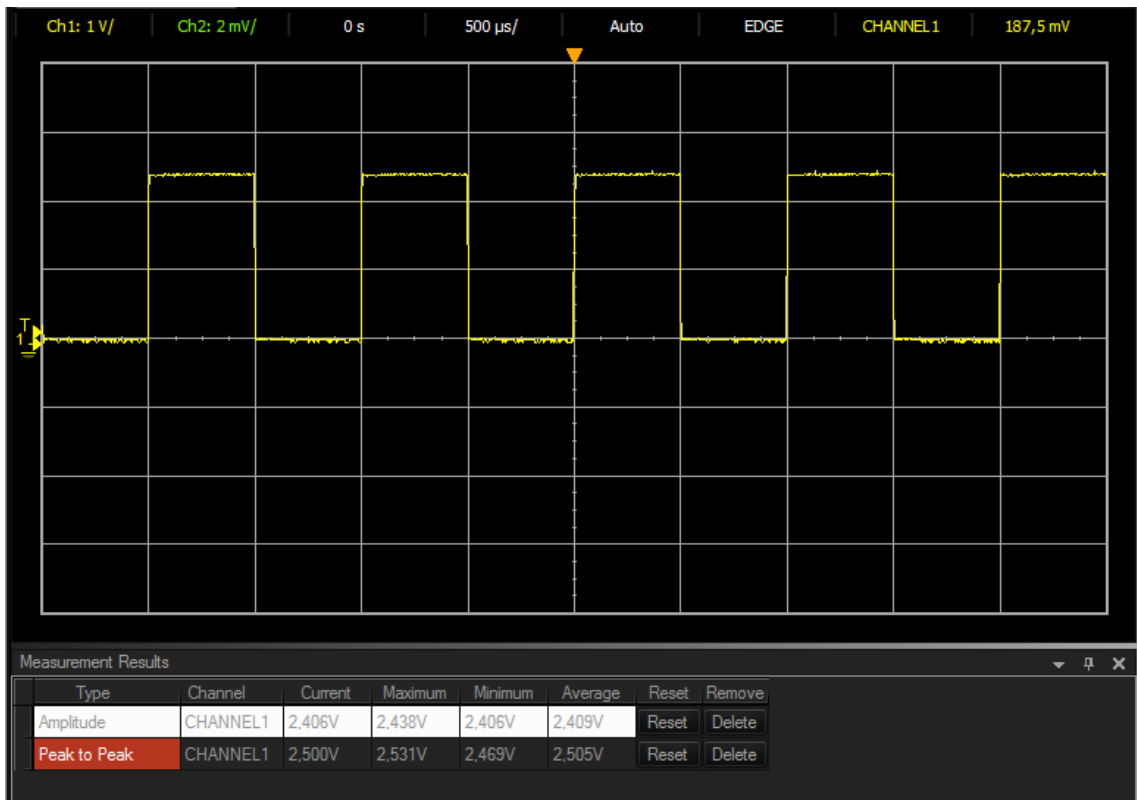 Ch1: 1 V/ Ch2: 2 mV/ 0 s 500 µs/ Auto EDGE CHANNEL1 187,5 mV
T
1
Measurement Results
Type Channel Current Maximum Minimum Average Reset Remove
Amplitude CHANNEL1 2,406V 2,438V 2,406V 2,409V Reset Delete
Peak to Peak CHANNEL1 2,500V 2,531V 2,469V 2,505V Reset Delete